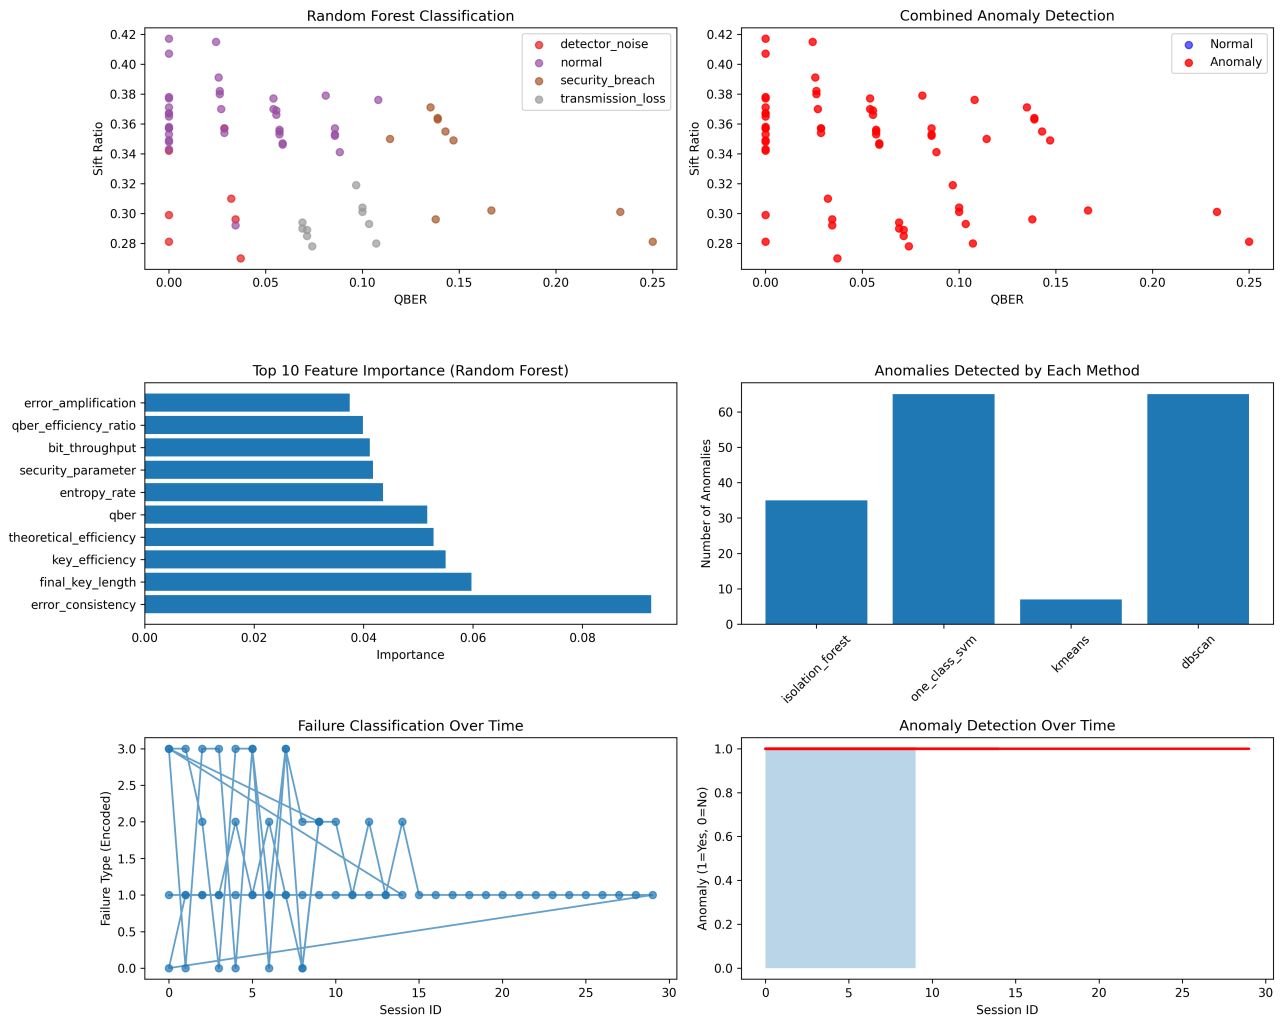 Random Forest Classification
Sift Ratio
0.42
0.40
0.38
0.36
0.34
0.32
0.30
0.28
detector_noise
normal
security_breach
transmission_loss
0.00 0.05 0.10 0.15 0.20 0.25
QBER
Combined Anomaly Detection
Sift Ratio
0.42
0.40
0.38
0.36
0.34
0.32
0.30
0.28
Normal
Anomaly
0.00 0.05 0.10 0.15 0.20 0.25
QBER
Top 10 Feature Importance (Random Forest)
error_amplification
qber_efficiency_ratio
bit_throughput
security_parameter
entropy_rate
qber
theoretical_efficiency
key_efficiency
final_key_length
error_consistency
0.00 0.02 0.04 0.06 0.08
Importance
Anomalies Detected by Each Method
Number of Anomalies
60
50
40
30
20
10
0
isolation_forest
one_class_svm
kmeans
dbscan
Failure Classification Over Time
Failure Type (Encoded)
3.0
2.5
2.0
1.5
1.0
0.5
0.0
0 5 10 15 20 25 30
Session ID
Anomaly Detection Over Time
Anomaly (1=Yes, 0=No)
1.0
0.8
0.6
0.4
0.2
0.0
0 5 10 15 20 25 30
Session ID